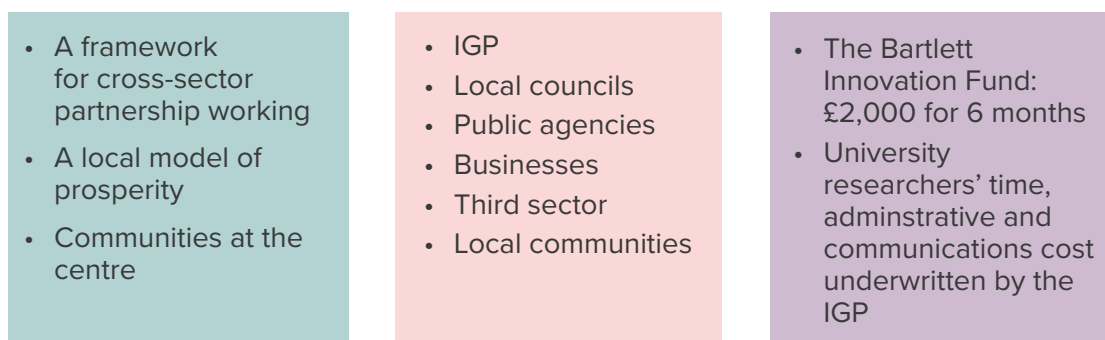 • A framework
for cross-sector
partnership working
• A local model of
prosperity
• Communities at the
centre
• IGP
• Local councils
• Public agencies
• Businesses
• Third sector
• Local communities
• The Bartlett
Innovation Fund:
£2,000 for 6 months
• University
researchers’ time,
adminstrative and
communications cost
underwritten by the
IGP